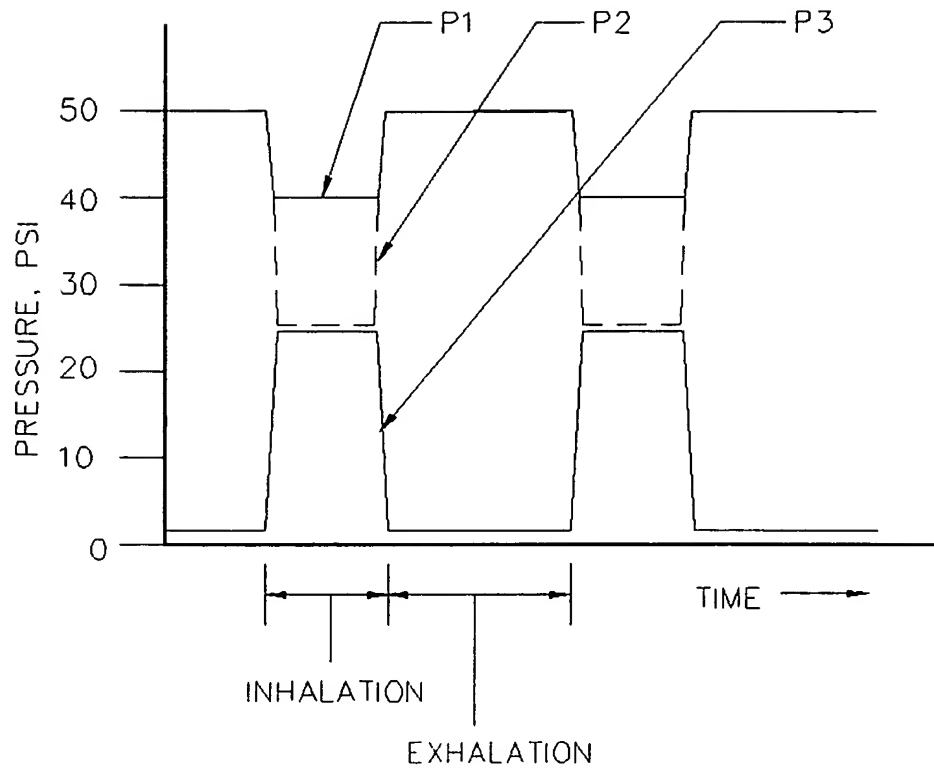 P1
P2
P3
50
40
30
20
10
0
PRESSURE, PSI
TIME
INHALATION
EXHALATION